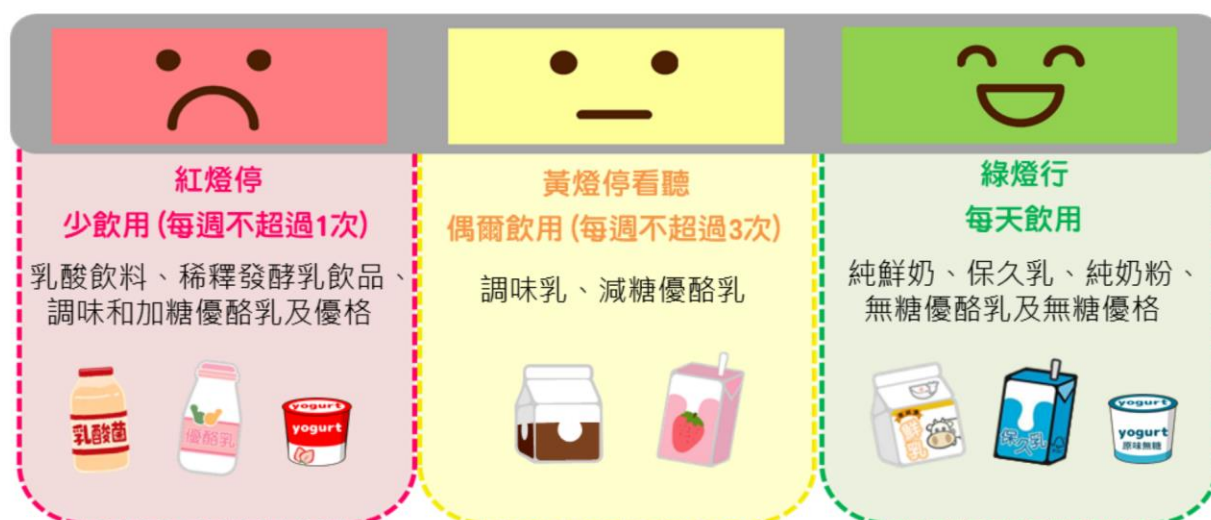 紅燈停
少飲用(每週不超過1次)
乳酸飲料、稀釋發酵乳飲品、
調味和加糖優酪乳及優格
乳酸菌
優酪乳
yogurt
yogurt
黃燈停看聽
偶爾飲用(每週不超過3次)
調味乳、減糖優酪乳
綠燈行
每天飲用
純鮮奶、保久乳、純奶粉、
無糖優酪乳及無糖優格
鮮乳
保久乳
yogurt
yogurt
原味無糖